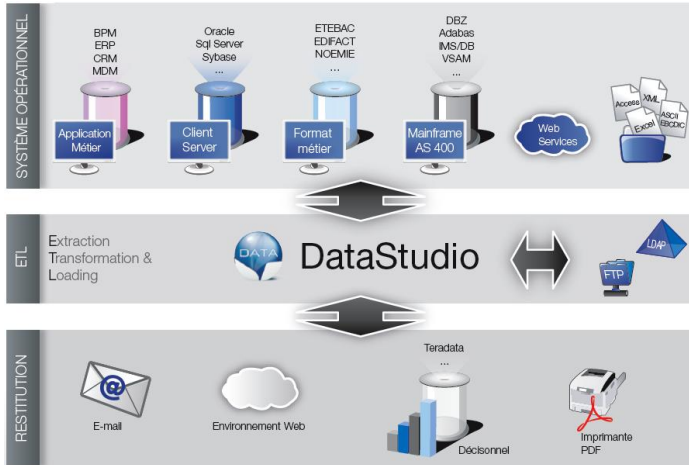 SYSTÈME OPÉRATIONNEL
BPM
ERP
CRM
MDM
Application
Métier
Oracle
Sql Server
Sybase
...
Client
Server
ETEBAC
EDIFACT
NOEMIE
...
Format
métier
DBZ
Adabas
IMS/DB
VSAM
...
Mainframe
AS 400
Web
Services
Access
XML
Excel
ASCII
EBCDIC
ETL
Extraction
Transformation &
Loading
DATA
DataStudio
LDAP
FTP
RESTITUTION
@
E-mail
Environnement Web
Teradata
...
Décisonnel
Imprimante
PDF